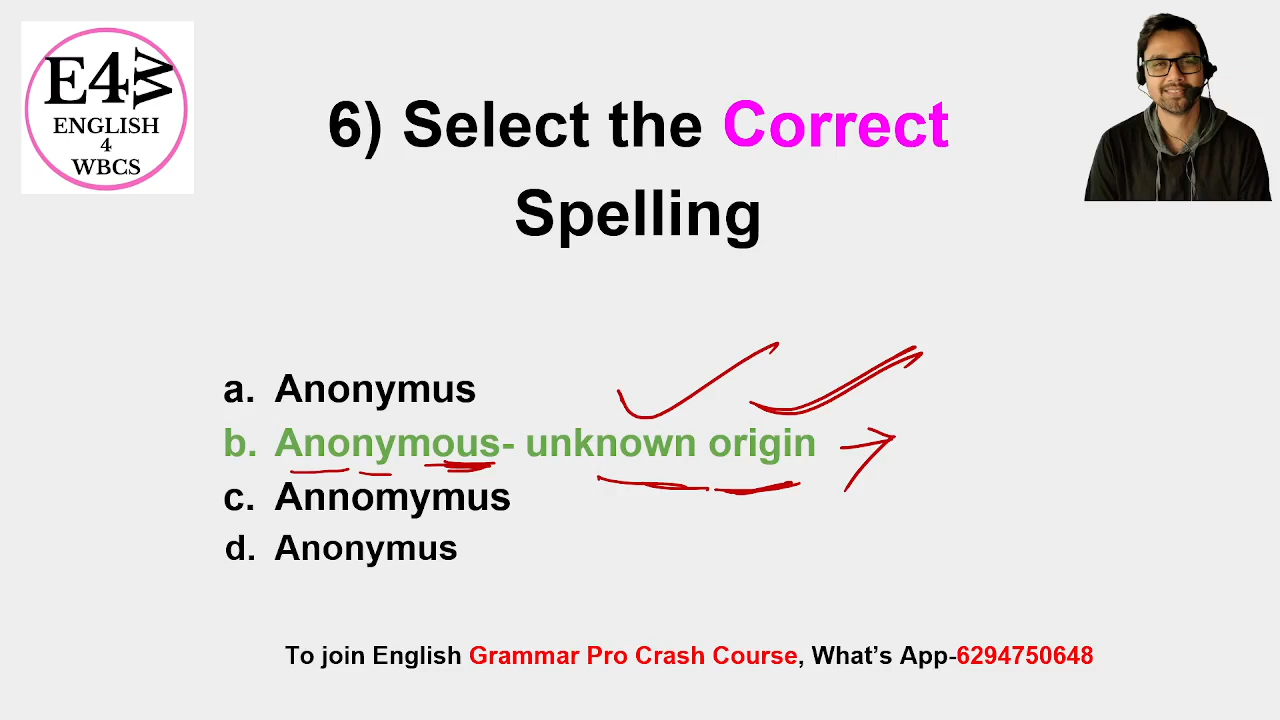 E4W
ENGLISH
4
WBCS
6) Select the Correct
Spelling
a. Anonymus
b. Anonymous- unknown origin
c. Annomymus
d. Anonymus
To join English Grammar Pro Crash Course, What's App-6294750648